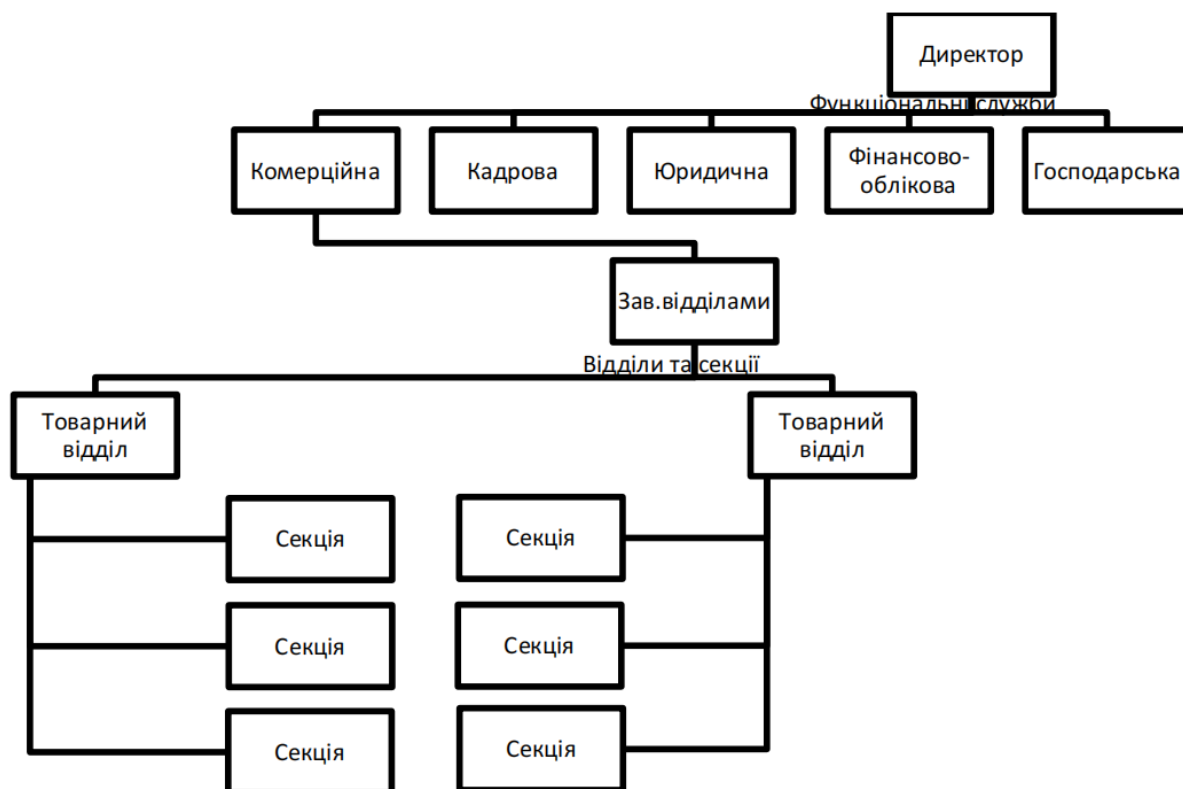 Директор
Функціональні служби
Комерційна
Кадрова
Юридична
Фінансово-
облікова
Господарська
Зав.відділами
Відділи та секції
Товарний
відділ
Товарний
відділ
Секція
Секція
Секція
Секція
Секція
Секція